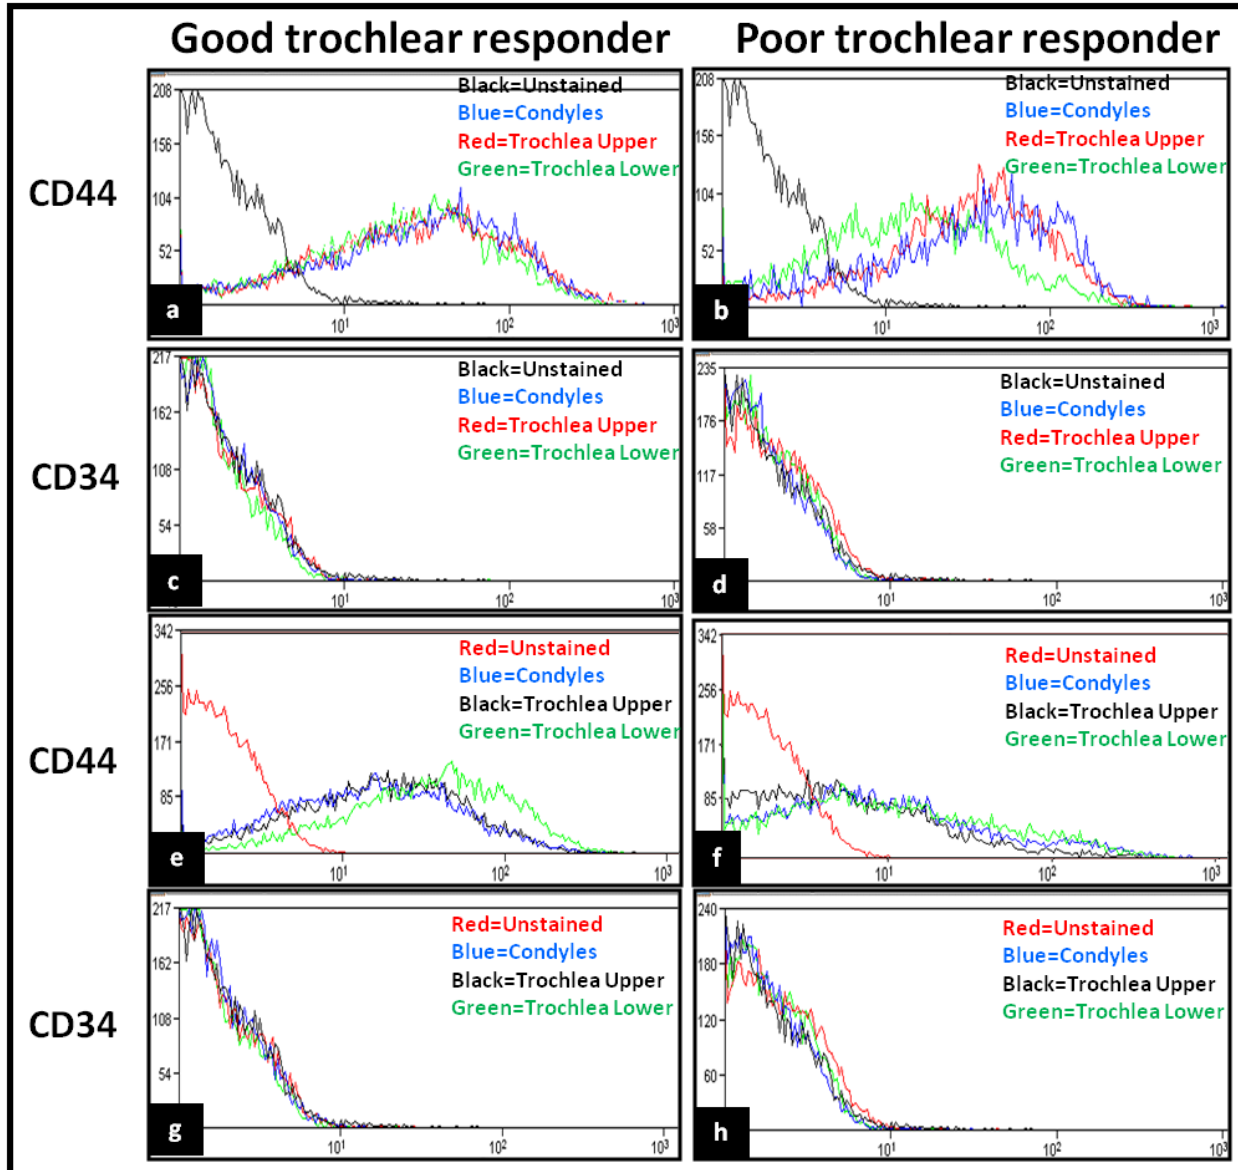 Good trochlear responder
Poor trochlear responder
CD44
208
156
104
52
Black=Unstained
Blue=Condyles
Red=Trochlea Upper
Green=Trochlea Lower
a
10¹
10²
10³
208
156
104
52
Black=Unstained
Blue=Condyles
Red=Trochlea Upper
Green=Trochlea Lower
b
10¹
10²
10³
CD34
217
162
108
54
Black=Unstained
Blue=Condyles
Red=Trochlea Upper
Green=Trochlea Lower
c
10¹
10²
10³
235
176
117
58
Black=Unstained
Blue=Condyles
Red=Trochlea Upper
Green=Trochlea Lower
d
10¹
10²
10³
CD44
342
256
171
85
Red=Unstained
Blue=Condyles
Black=Trochlea Upper
Green=Trochlea Lower
e
10¹
10²
10³
342
256
171
85
Red=Unstained
Blue=Condyles
Black=Trochlea Upper
Green=Trochlea Lower
f
10¹
10²
10³
CD34
217
162
108
54
Red=Unstained
Blue=Condyles
Black=Trochlea Upper
Green=Trochlea Lower
g
10¹
10²
10³
240
180
120
60
Red=Unstained
Blue=Condyles
Black=Trochlea Upper
Green=Trochlea Lower
h
10¹
10²
10³